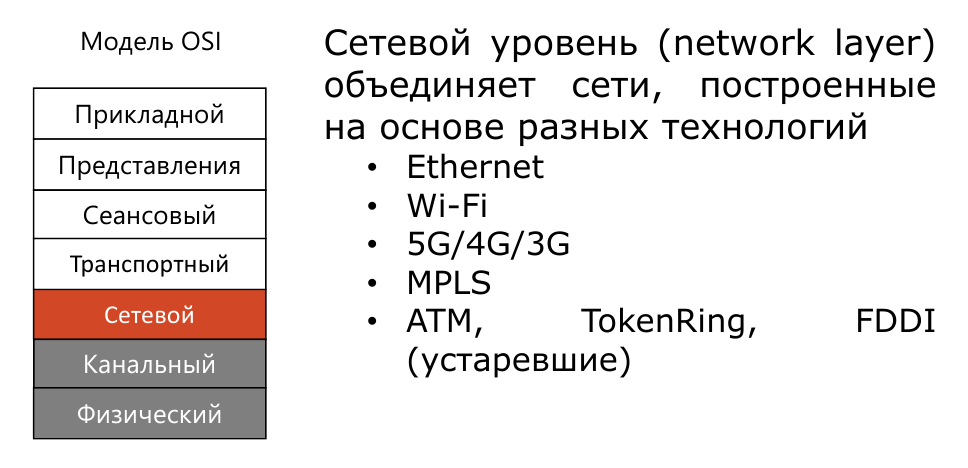 Модель OSI
Прикладной
Представления
Сеансовый
Транспортный
Сетевой
Канальный
Физический
Сетевой уровень (network layer)
объединяет сети, построенные
на основе разных технологий
• Ethernet
• Wi-Fi
• 5G/4G/3G
• MPLS
• ATM, TokenRing, FDDI
(устаревшие)